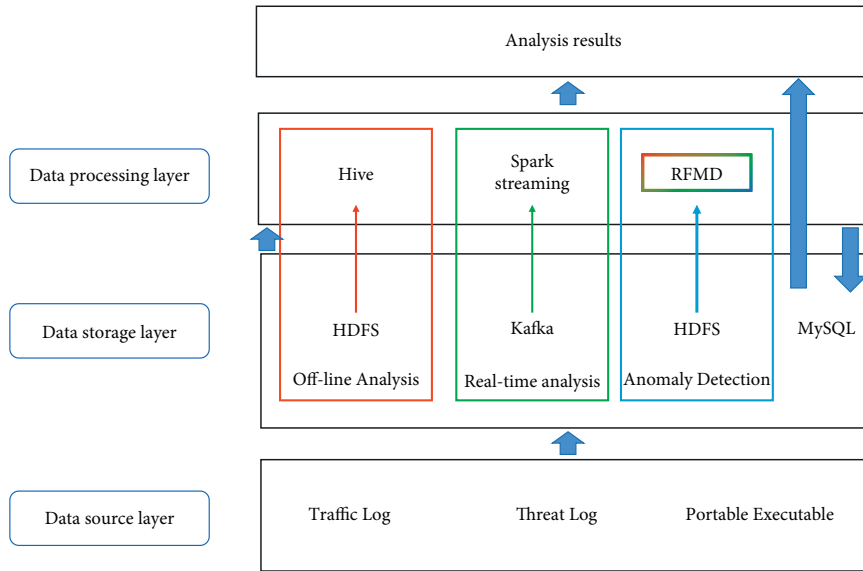 Analysis results
Data processing layer
Hive
Spark
streaming
RFMD
Data storage layer
HDFS
Kafka
HDFS
MySQL
Off-line Analysis
Real-time analysis
Anomaly Detection
Data source layer
Traffic Log
Threat Log
Portable Executable